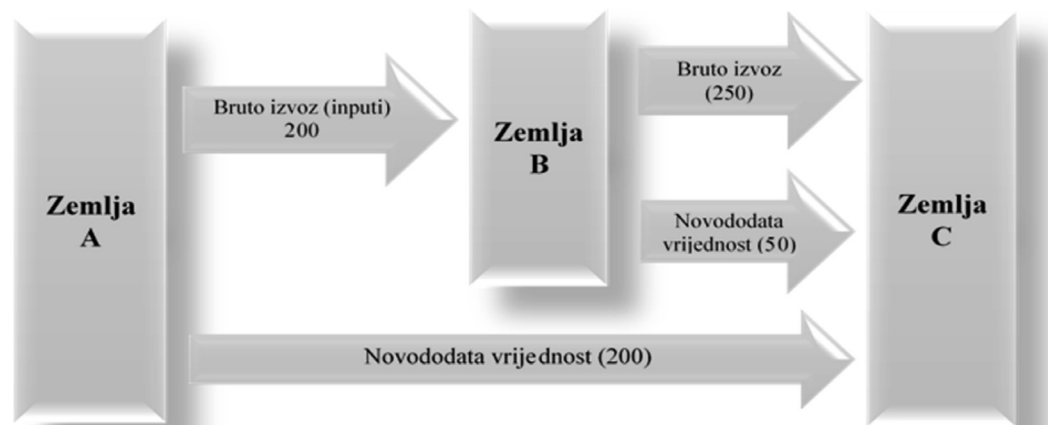 Zemlja
A
Bruto izvoz (inputi)
200
Zemlja
B
Bruto izvoz
(250)
Novododata
vrijednost (50)
Novododata vrijednost (200)
Zemlja
C